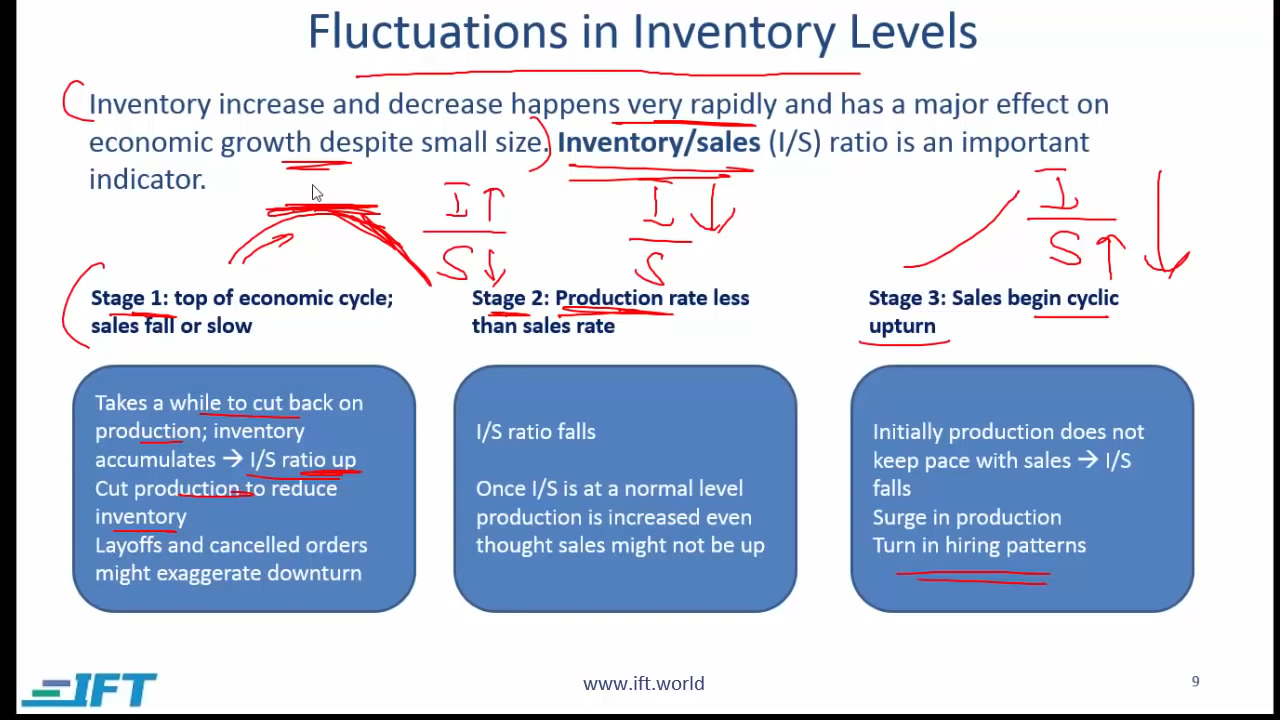 Fluctuations in Inventory Levels
Inventory increase and decrease happens very rapidly and has a major effect on
economic growth despite small size. Inventory/sales (I/S) ratio is an important
indicator.
I↑
S↓
I↓
S
I
S↑ ↓
Stage 1: top of economic cycle;
sales fall or slow
Takes a while to cut back on
production; inventory
accumulates → I/S ratio up
Cut production to reduce
inventory
Layoffs and cancelled orders
might exaggerate downturn
Stage 2: Production rate less
than sales rate
I/S ratio falls
Once I/S is at a normal level
production is increased even
thought sales might not be up
Stage 3: Sales begin cyclic
upturn
Initially production does not
keep pace with sales → I/S
falls
Surge in production
Turn in hiring patterns
IFT
www.ift.world
9